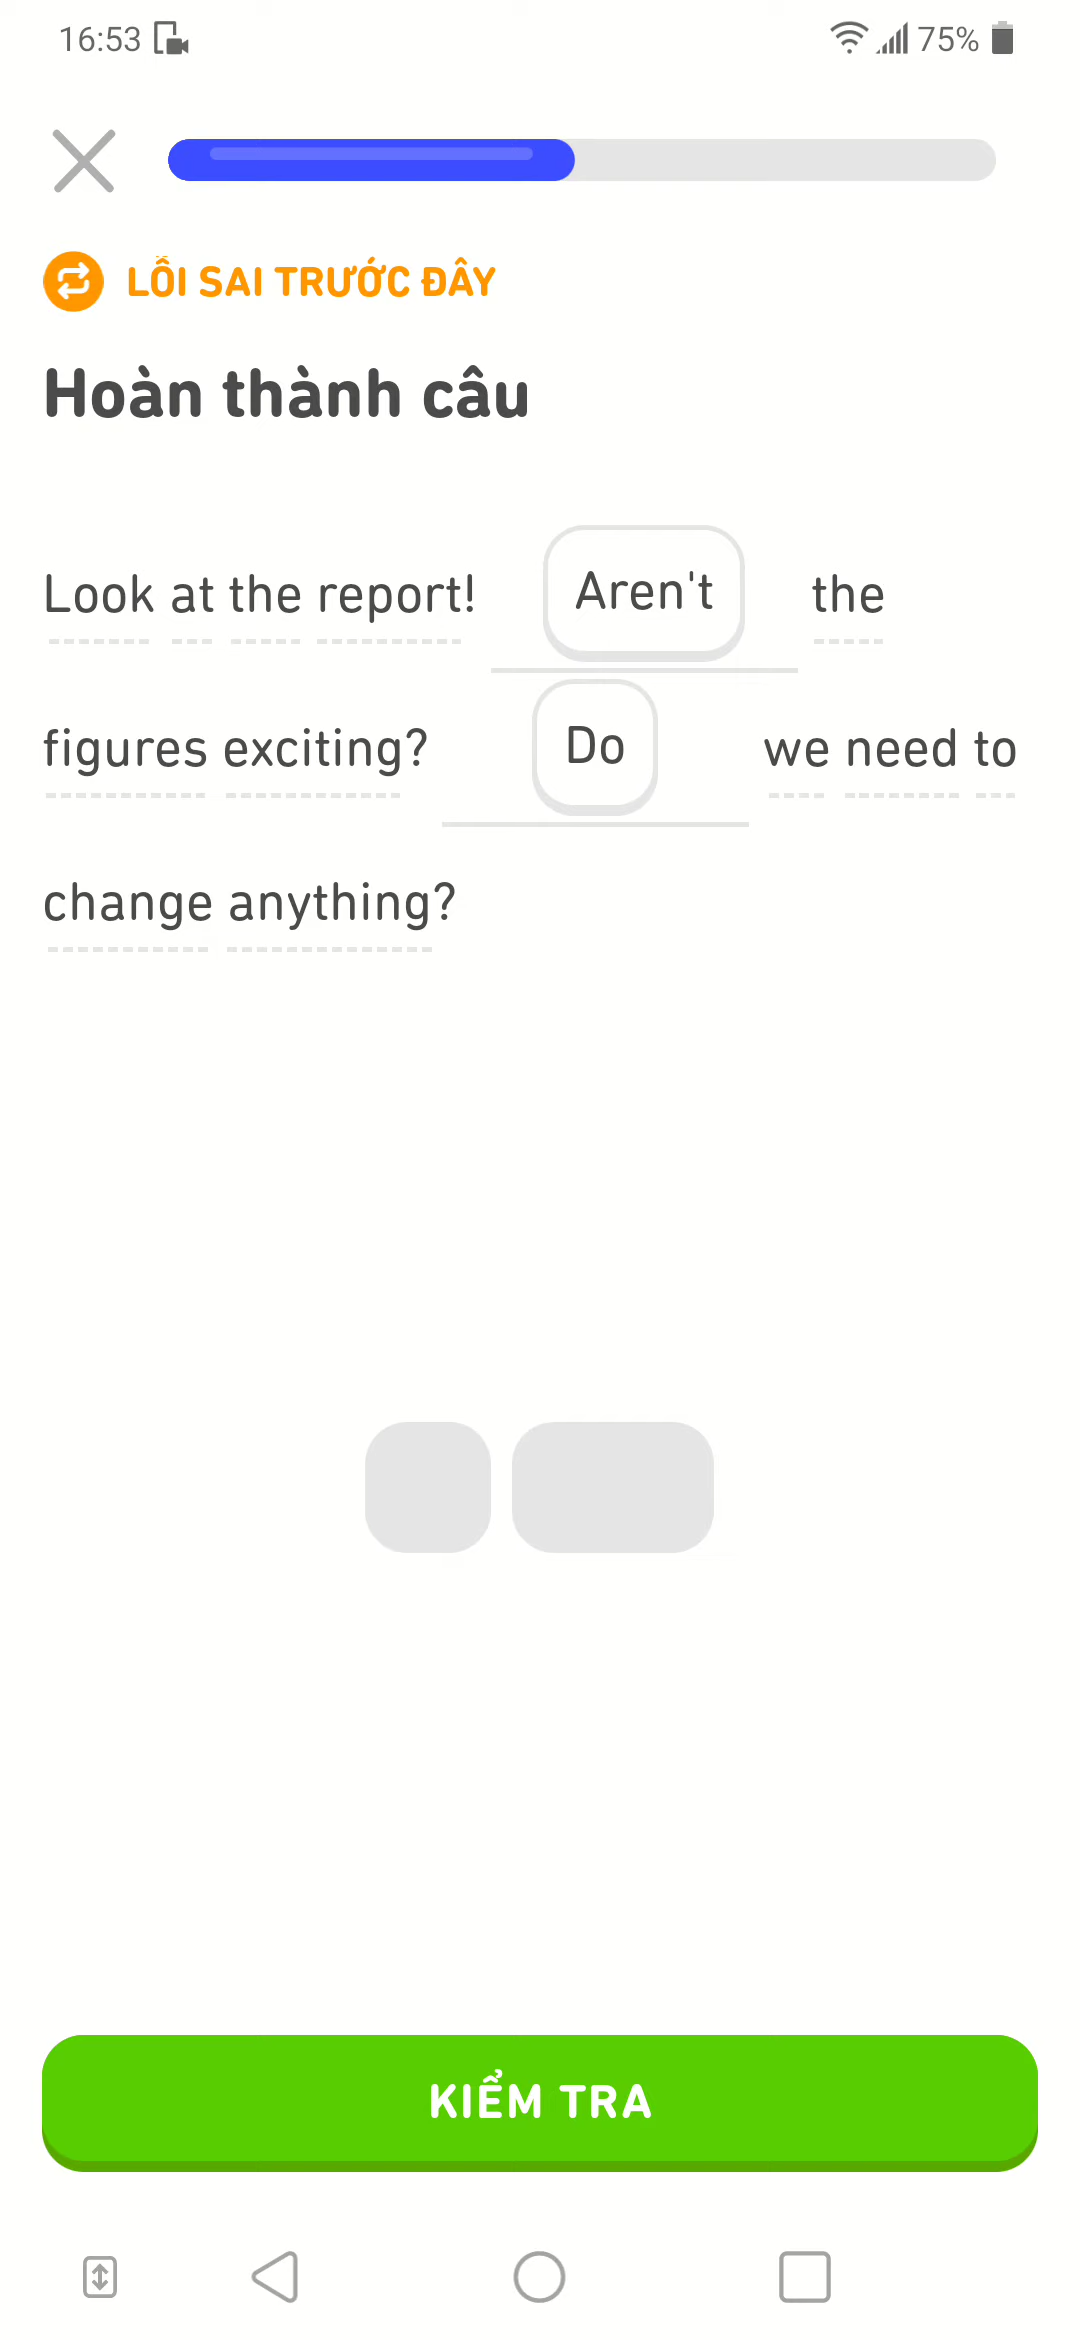 16:53 75%
LỖI SAI TRƯỚC ĐÂY
Hoàn thành câu
Look at the report! Aren't the
figures exciting? Do we need to
change anything?
KIỂM TRA